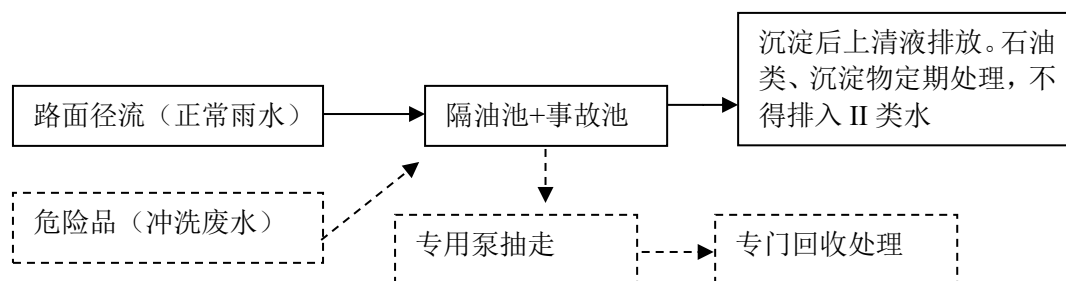 沉淀后上清液排放。石油
类、沉淀物定期处理，不
得排入 II 类水
路面径流（正常雨水）
隔油池+事故池
危险品（冲洗废水）
专用泵抽走
专门回收处理